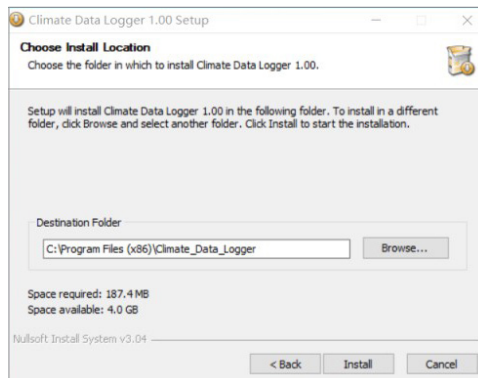 Climate Data Logger 1.00 Setup
Choose Install Location
Choose the folder in which to install Climate Data Logger 1.00.
Setup will install Climate Data Logger 1.00 in the following folder. To install in a different
folder, click Browse and select another folder. Click Install to start the installation.
Destination Folder
C:\Program Files (x86)\Climate_Data_Logger
Browse...
Space required: 187.4 MB
Space available: 4.0 GB
Nullsoft Install System v3.04
< Back Install Cancel